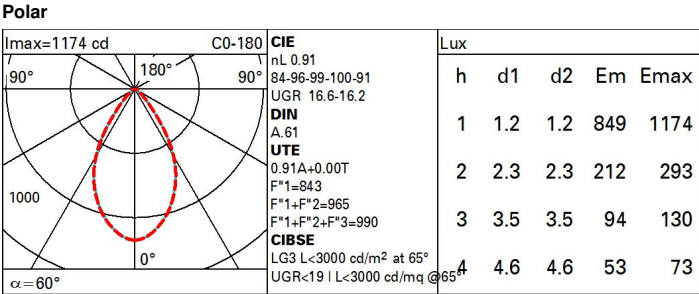 Polar
Imax=1174 cd C0-180
90° 180° 90°
1000
0°
α=60°
CIE
nL 0.91
84-96-99-100-91
UGR 16.6-16.2
DIN
A.61
UTE
0.91A+0.00T
F"1=843
F"1+F"2=965
F"1+F"2+F"3=990
CIBSE
LG3 L<3000 cd/m² at 65°
UGR<19 | L<3000 cd/mq @65°
Lux
h d1 d2 Em Emax
1 1.2 1.2 849 1174
2 2.3 2.3 212 293
3 3.5 3.5 94 130
4 4.6 4.6 53 73